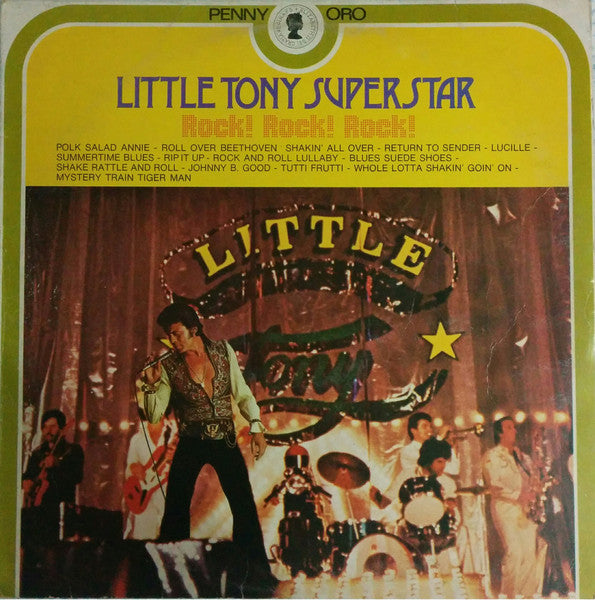 PENNY ORO
LITTLE TONY SUPERSTAR
Rock! Rock! Rock!
POLK SALAD ANNIE - ROLL OVER BEETHOVEN SHAKIN' ALL OVER - RETURN TO SENDER - LUCILLE -
SUMMERTIME BLUES - RIP IT UP - ROCK AND ROLL LULLABY - BLUES SUEDE SHOES -
SHAKE RATTLE AND ROLL - JOHNNY B. GOOD - TUTTI FRUTTI - WHOLE LOTTA SHAKIN' GOIN' ON -
MYSTERY TRAIN TIGER MAN
LITTLE
Tony